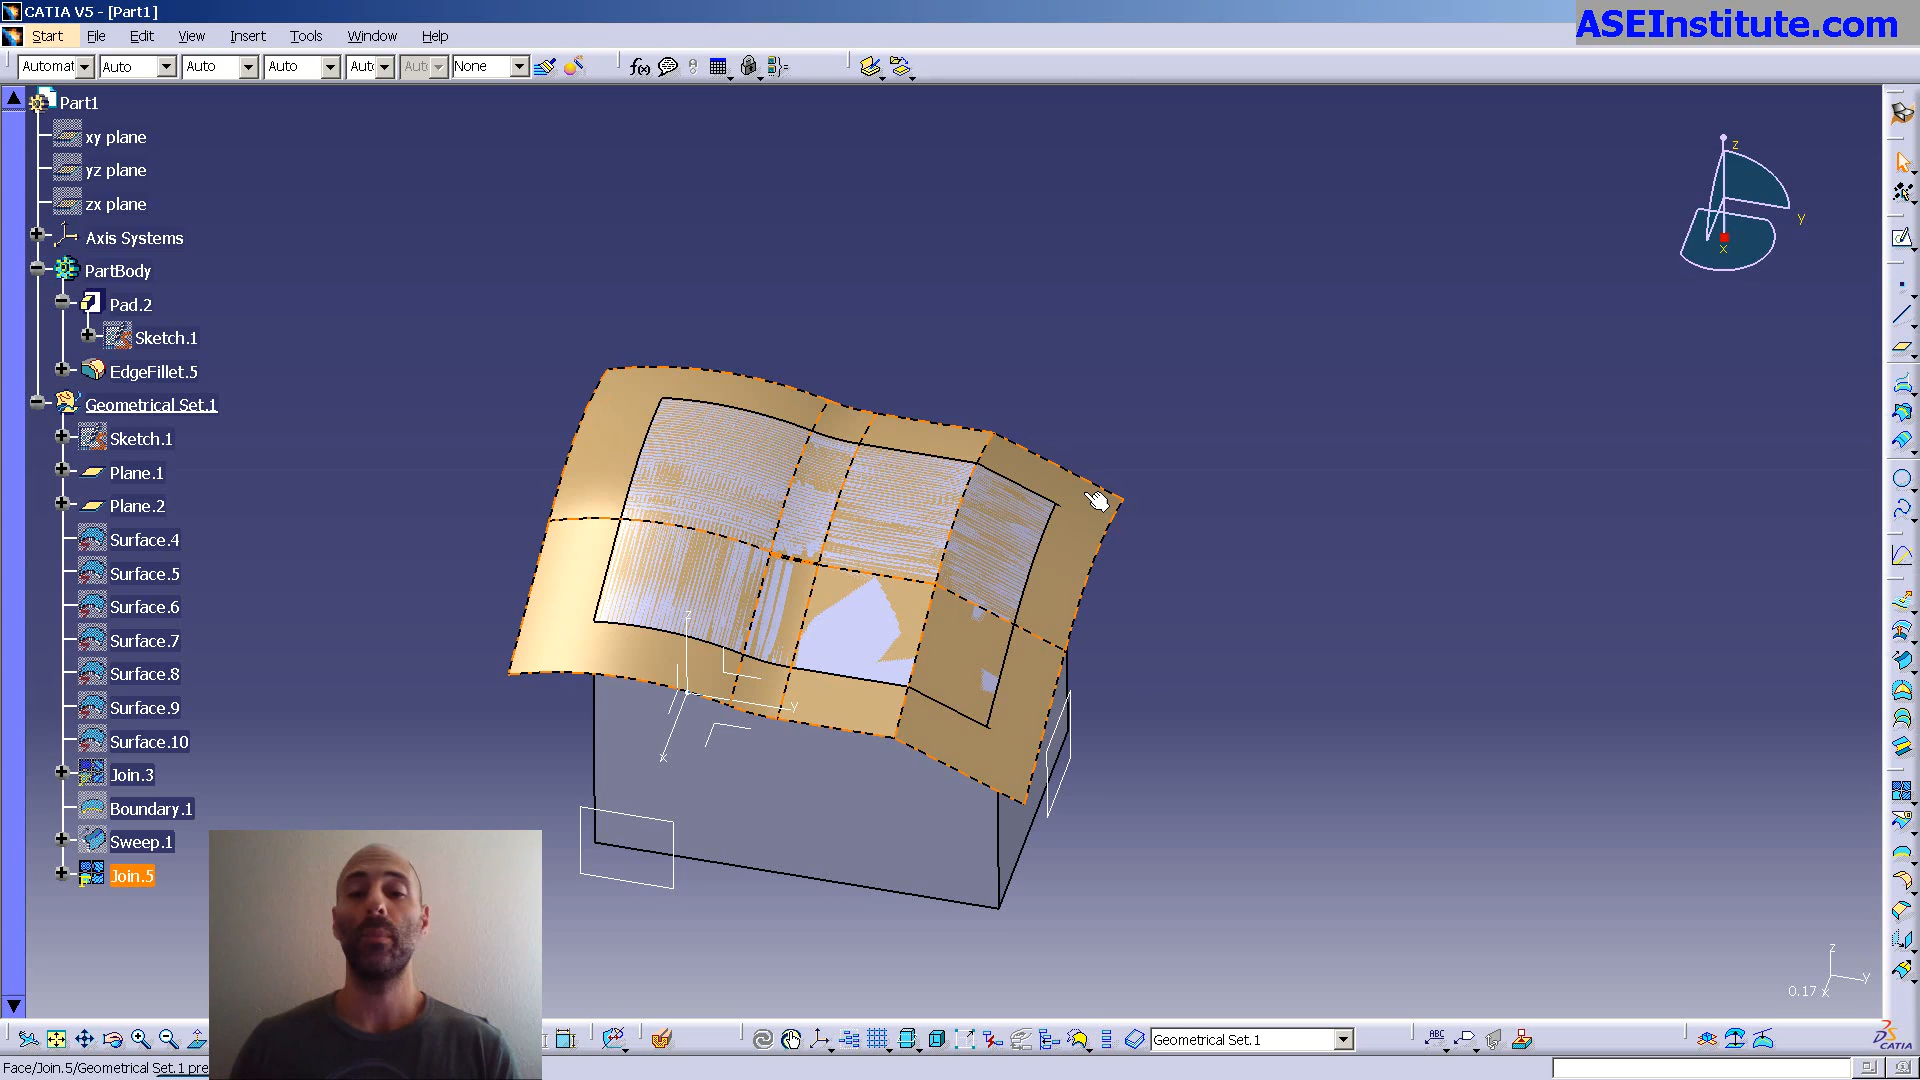 CATIA V5 - [Part1]
ASEInstitute.com
Start File Edit View Insert Tools Window Help
Automat Auto Auto Auto Aut Aut None
f(x)
Part1
xy plane
yz plane
zx plane
Axis Systems
PartBody
Pad.2
Sketch.1
EdgeFillet.5
Geometrical Set.1
Sketch.1
Plane.1
Plane.2
Surface.4
Surface.5
Surface.6
Surface.7
Surface.8
Surface.9
Surface.10
Join.3
Boundary.1
Sweep.1
Join.5
z
y
x
z
y
x
z
y
0.17 x
Geometrical Set.1
ABC
CATIA
Face/Join.5/Geometrical Set.1 pre